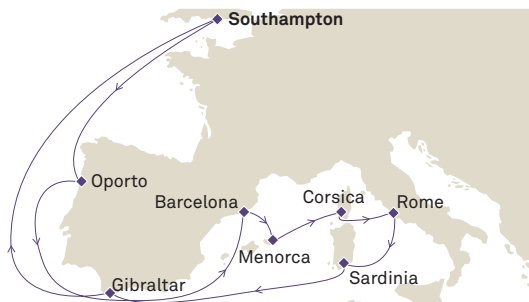 Southampton
Oporto
Barcelona
Corsica
Rome
Menorca
Sardinia
Gibraltar